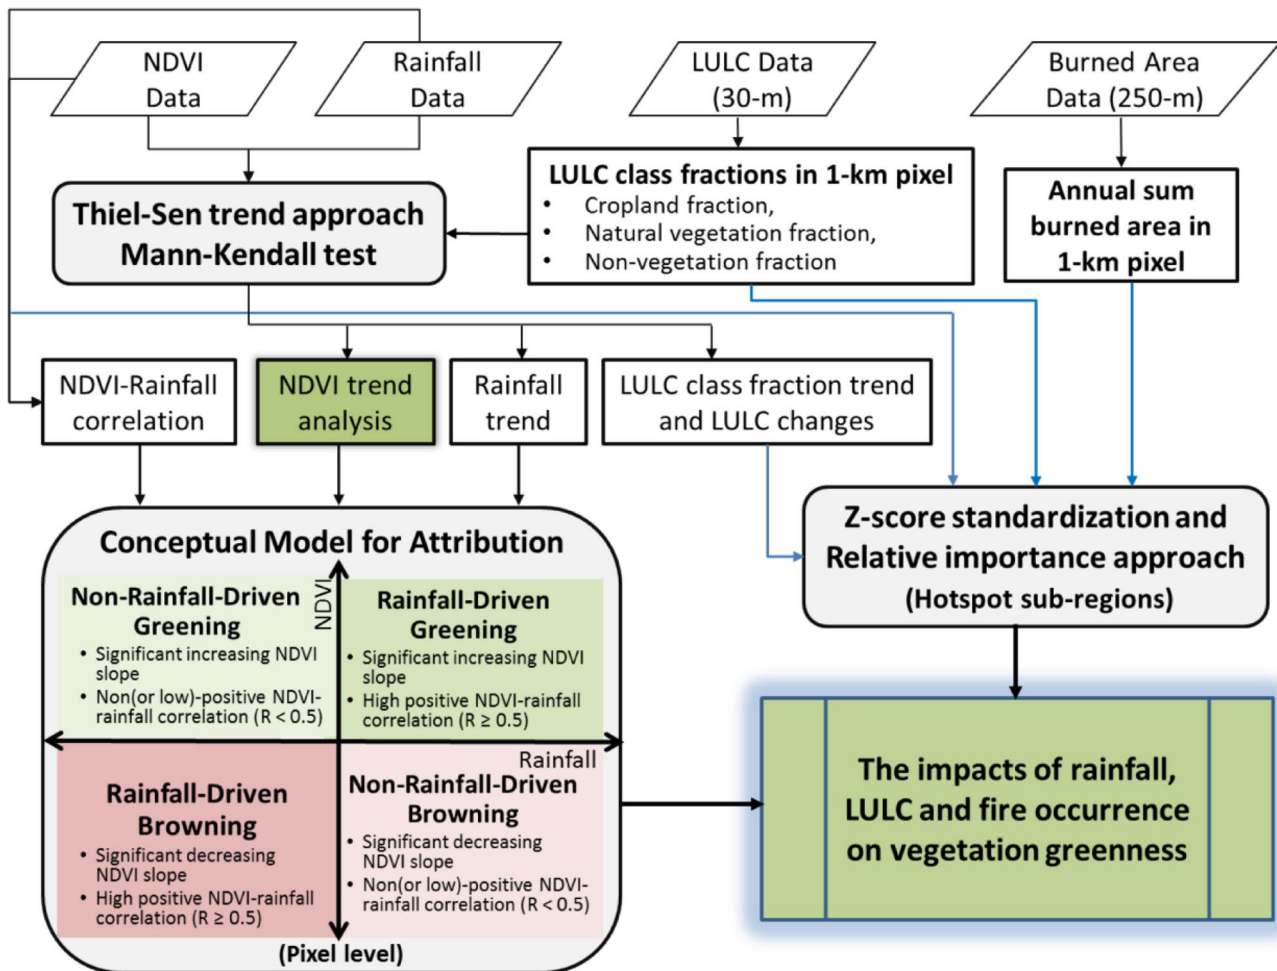 NDVI
Data
Rainfall
Data
LULC Data
(30-m)
Burned Area
Data (250-m)
LULC class fractions in 1-km pixel
• Cropland fraction,
• Natural vegetation fraction,
• Non-vegetation fraction
Annual sum
burned area in
1-km pixel
Thiel-Sen trend approach
Mann-Kendall test
NDVI-Rainfall
correlation
NDVI trend
analysis
Rainfall
trend
LULC class fraction trend
and LULC changes
Z-score standardization and
Relative importance approach
(Hotspot sub-regions)
Conceptual Model for Attribution
NDVI
Non-Rainfall-Driven
Greening
• Significant increasing NDVI
slope
• Non(or low)-positive NDVI-
rainfall correlation (R < 0.5)
Rainfall-Driven
Greening
• Significant increasing NDVI
slope
• High positive NDVI-rainfall
correlation (R ≥ 0.5)
Rainfall
Rainfall-Driven
Browning
• Significant decreasing
NDVI slope
• High positive NDVI-rainfall
correlation (R ≥ 0.5)
Non-Rainfall-Driven
Browning
• Significant decreasing
NDVI slope
• Non(or low)-positive NDVI-
rainfall correlation (R < 0.5)
(Pixel level)
The impacts of rainfall,
LULC and fire occurrence
on vegetation greenness